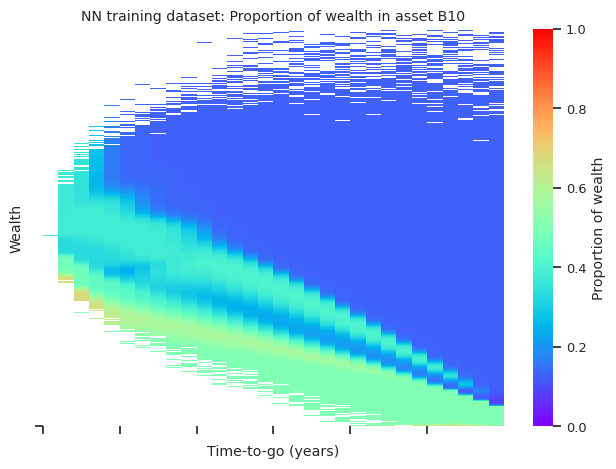 NN training dataset: Proportion of wealth in asset B10
1.0
0.8
0.6
0.4
0.2
0.0
Proportion of wealth
Wealth
Time-to-go (years)